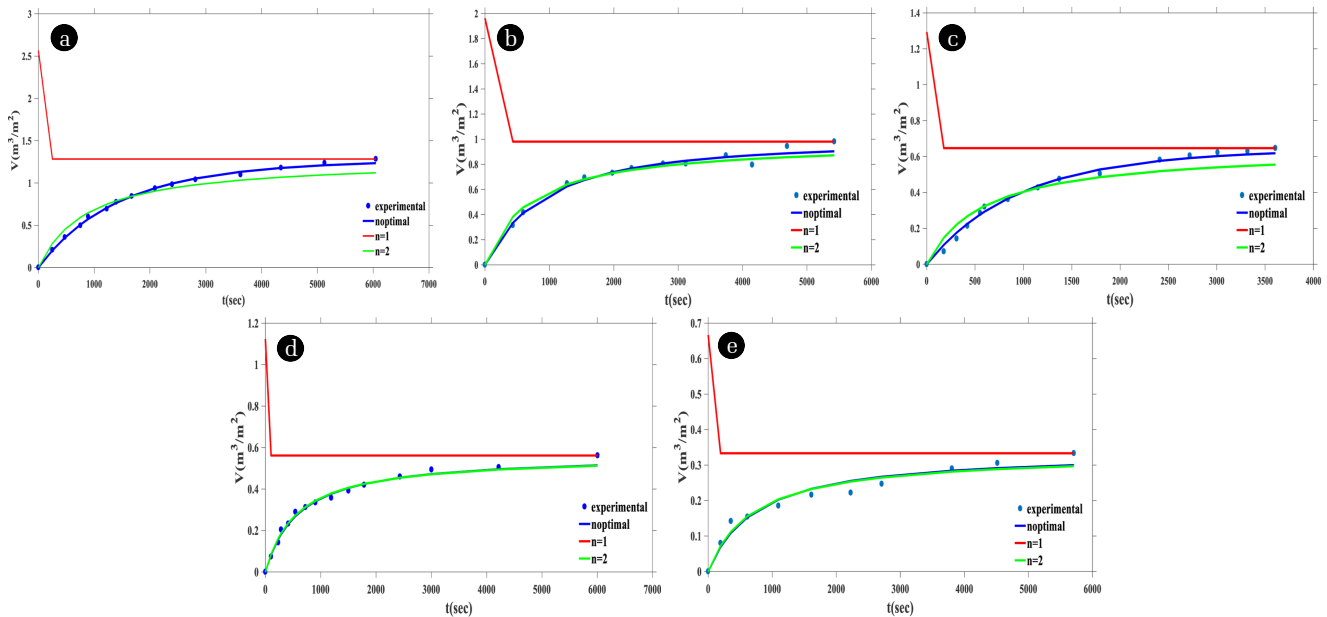 a
3
2.5
2
1.5
1
0.5
0
V(m³/m²)
0 1000 2000 3000 4000 5000 6000 7000
t(sec)
experimental
noptimal
n=1
n=2
b
2
1.8
1.6
1.4
1.2
1
0.8
0.6
0.4
0.2
0
V(m³/m²)
0 1000 2000 3000 4000 5000 6000
t(sec)
experimental
noptimal
n=1
n=2
c
1.4
1.2
1
0.8
0.6
0.4
0.2
0
V(m³/m²)
0 500 1000 1500 2000 2500 3000 3500 4000
t(sec)
experimental
noptimal
n=1
n=2
d
1.2
1
0.8
0.6
0.4
0.2
0
V(m³/m²)
0 1000 2000 3000 4000 5000 6000 7000
t(sec)
experimental
noptimal
n=1
n=2
e
0.7
0.6
0.5
0.4
0.3
0.2
0.1
0
V(m³/m²)
0 1000 2000 3000 4000 5000 6000
t(sec)
experimental
noptimal
n=1
n=2